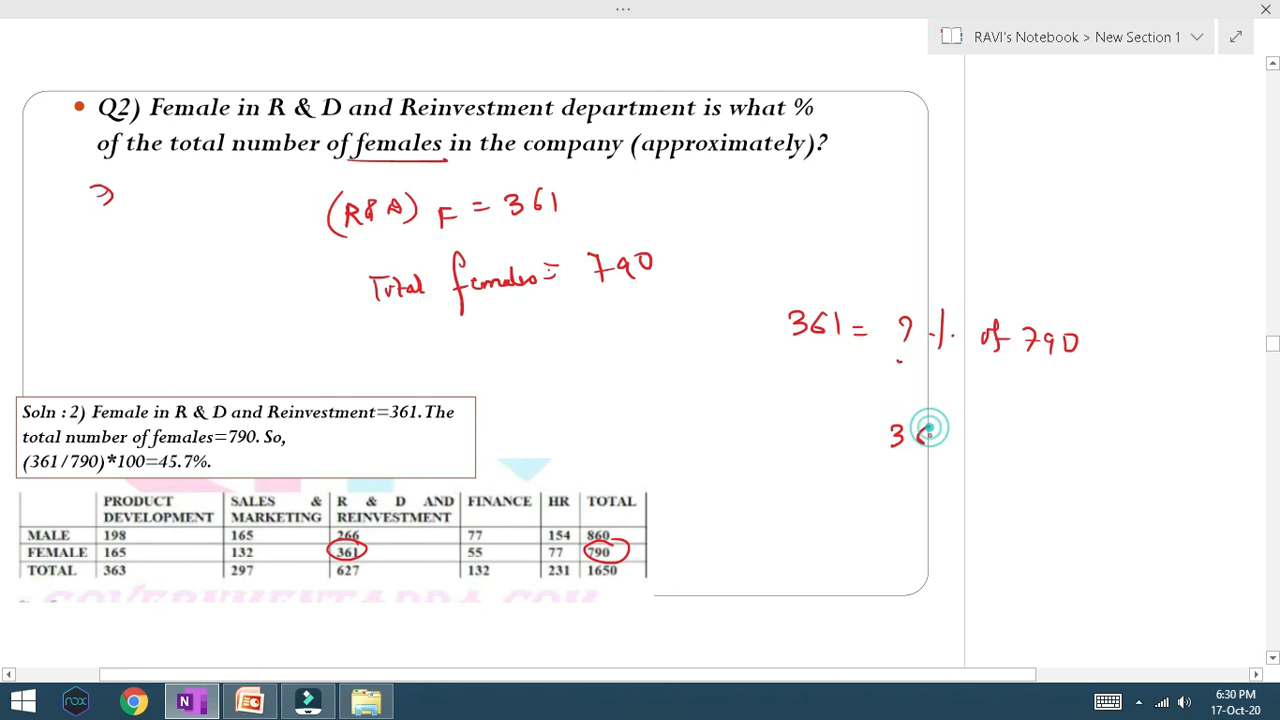 RAVI's Notebook > New Section 1
• Q2) Female in R & D and Reinvestment department is what %
of the total number of females in the company (approximately)?
⇒
(R&D) F = 361
Total females = 790
361 = ? % of 790
36
Soln : 2) Female in R & D and Reinvestment=361. The
total number of females=790. So,
(361/790)*100=45.7%.
PRODUCT DEVELOPMENT SALES & MARKETING R & D AND REINVESTMENT FINANCE HR TOTAL
MALE 198 165 266 77 154 860
FEMALE 165 132 361 55 77 790
TOTAL 363 297 627 132 231 1650
6:30 PM
17-Oct-20